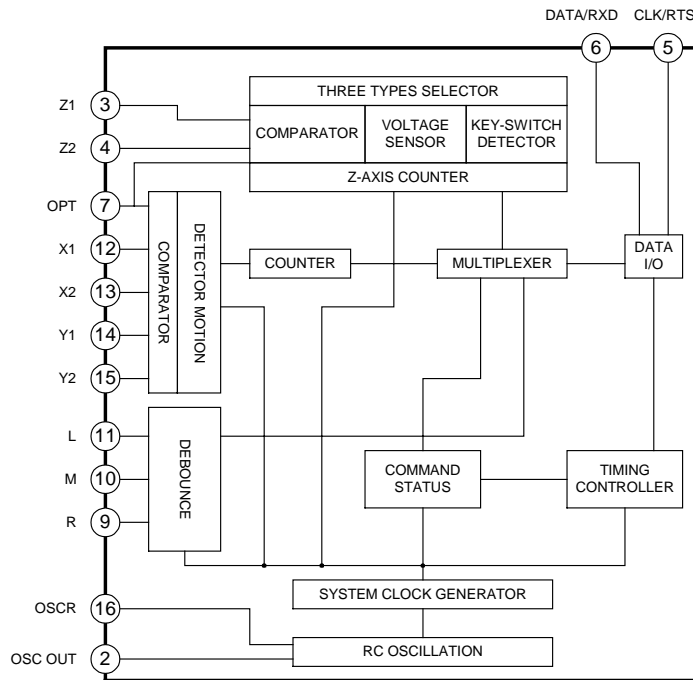 DATA/RXD CLK/RTS
6 5
THREE TYPES SELECTOR
Z1 3
COMPARATOR
VOLTAGE
SENSOR
KEY-SWITCH
DETECTOR
Z2 4
Z-AXIS COUNTER
OPT 7
COMPARATOR
DETECTOR MOTION
X1 12
COUNTER
MULTIPLEXER
DATA
I/O
X2 13
Y1 14
Y2 15
L 11
DEBOUNCE
M 10
COMMAND
STATUS
TIMING
CONTROLLER
R 9
SYSTEM CLOCK GENERATOR
OSCR 16
RC OSCILLATION
OSC OUT 2